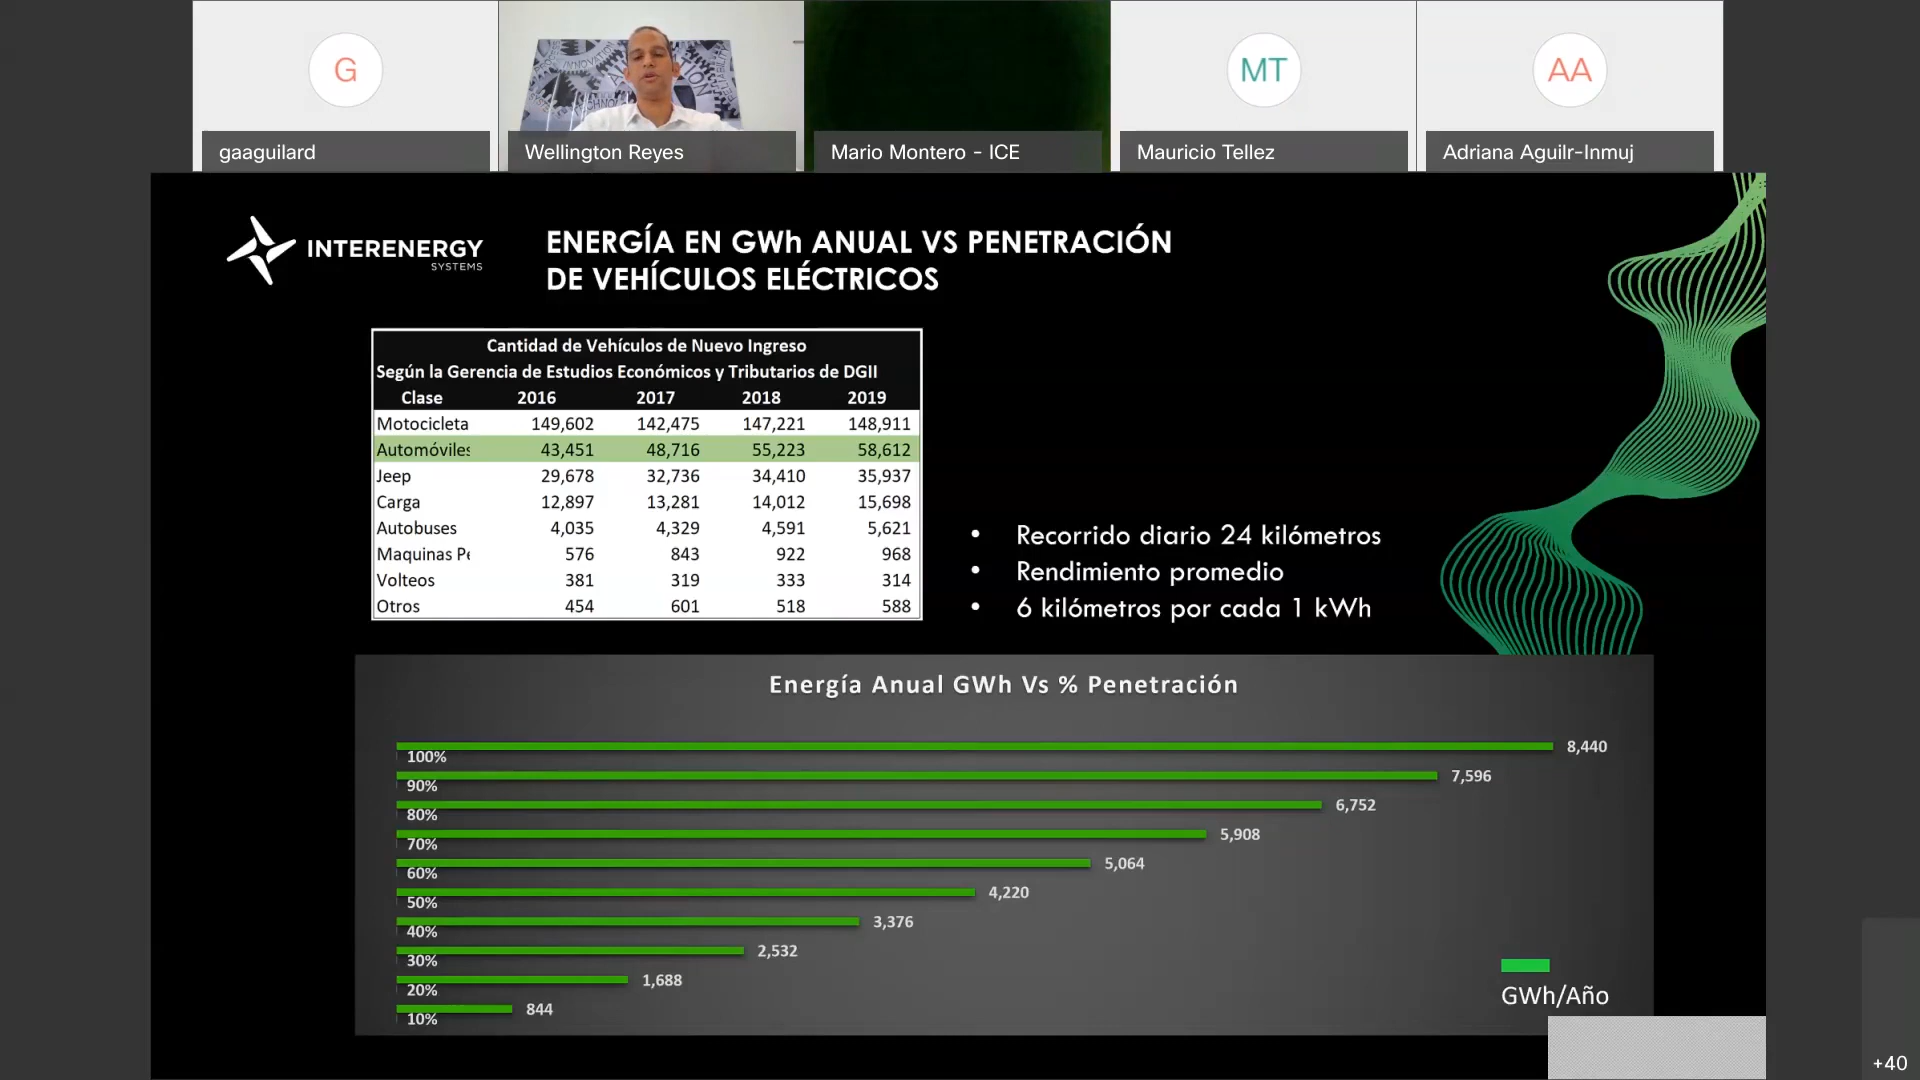 G
MT
AA
gaaguilard
Wellington Reyes
Mario Montero - ICE
Mauricio Tellez
Adriana Aguilr-Inmuj
INTERENERGY
SYSTEMS
ENERGÍA EN GWh ANUAL VS PENETRACIÓN
DE VEHÍCULOS ELÉCTRICOS
Cantidad de Vehículos de Nuevo Ingreso
Según la Gerencia de Estudios Económicos y Tributarios de DGII
Clase 2016 2017 2018 2019
Motocicleta 149,602 142,475 147,221 148,911
Automóviles 43,451 48,716 55,223 58,612
Jeep 29,678 32,736 34,410 35,937
Carga 12,897 13,281 14,012 15,698
Autobuses 4,035 4,329 4,591 5,621
Maquinas Pe 576 843 922 968
Volteos 381 319 333 314
Otros 454 601 518 588
• Recorrido diario 24 kilómetros
• Rendimiento promedio
• 6 kilómetros por cada 1 kWh
Energía Anual GWh Vs % Penetración
100% 8,440
90% 7,596
80% 6,752
70% 5,908
60% 5,064
50% 4,220
40% 3,376
30% 2,532
20% 1,688
10% 844
GWh/Año
+40